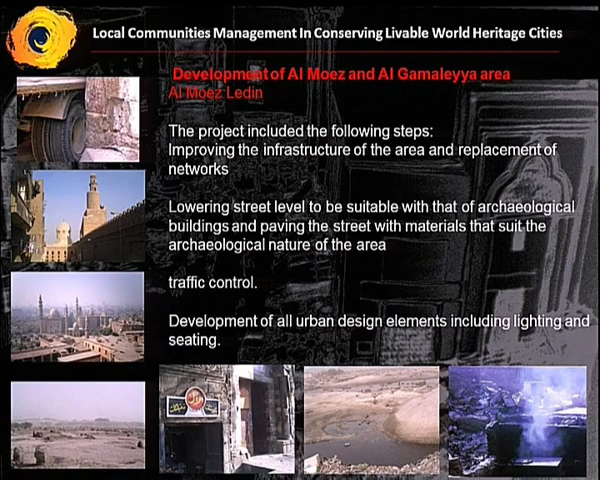 Local Communities Management In Conserving Livable World Heritage Cities
Development of Al Moez and Al Gamaleyya area
Al Moez Ledin
The project included the following steps:
Improving the infrastructure of the area and replacement of
networks
Lowering street level to be suitable with that of archaeological
buildings and paving the street with materials that suit the
archaeological nature of the area
traffic control.
Development of all urban design elements including lighting and
seating.